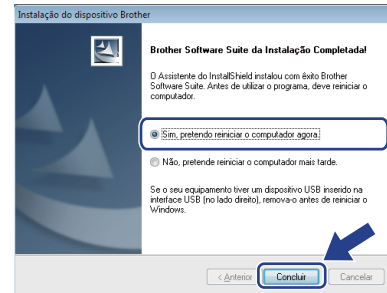 Instalação do dispositivo Brother
Brother Software Suite da Instalação Completada!
O Assistente do InstallShield instalou com êxito Brother
Software Suite. Antes de utilizar o programa, deve reiniciar o
computador.
Sim, pretendo reiniciar o computador agora.
Não, pretende reiniciar o computador mais tarde.
Se o seu equipamento tiver um dispositivo USB inserido na
interface USB (no lado direito), remova-o antes de reiniciar o
Windows.
< Anterior Concluir Cancelar